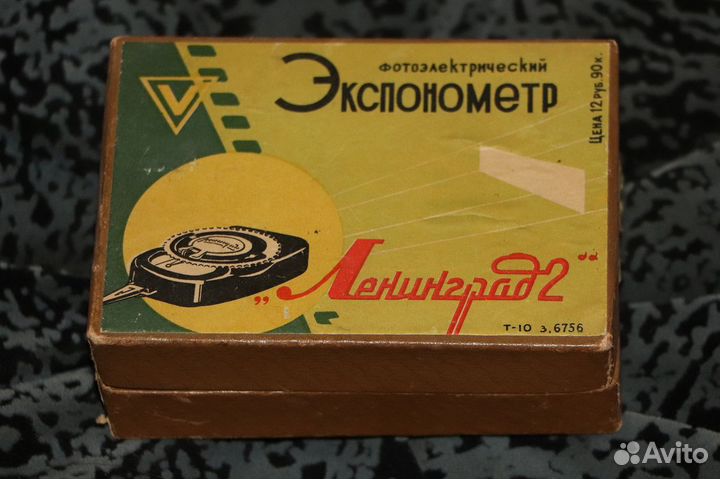 фотоэлектрический
Экспонометр
Цена 12 руб. 90 к.
V
„Ленинград 2“
Т-10 з. 6756
Avito